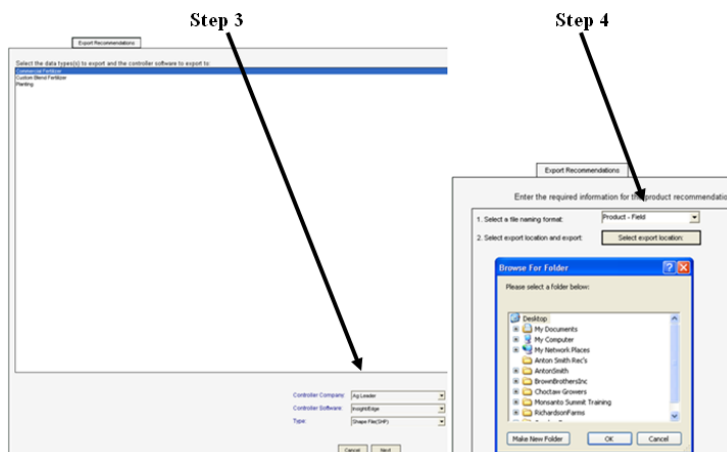 Step 3
Step 4
Export Recommendations
Select the data types(s) to export and the controller software to export to:
Commercial Fertilizer
Custom Blend Fertilizer
Planting
Controller Company:
Ag Leader
Controller Software:
InsightEdge
Type:
Shape File(SHP)
Cancel
Next
Export Recommendations
Enter the required information for the product recommendatio
1. Select a file naming format:
Product - Field
2. Select export location and export
Select export location:
Browse For Folder
Please select a folder below:
Desktop
My Documents
My Computer
My Network Places
Anton Smith Rec's
AntonSmith
BrownBrothersInc
Choctaw Growers
Monsanto Summit Training
RichardsonFarms
Make New Folder
OK
Cancel